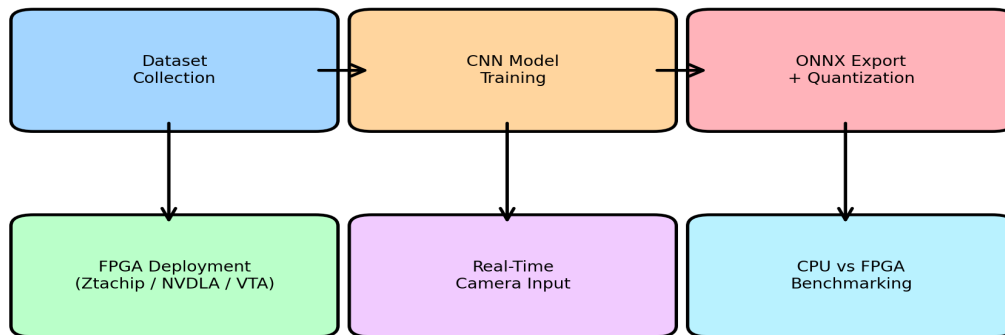 Dataset
Collection
CNN Model
Training
ONNX Export
+ Quantization
FPGA Deployment
(Ztachip / NVDLA / VTA)
Real-Time
Camera Input
CPU vs FPGA
Benchmarking